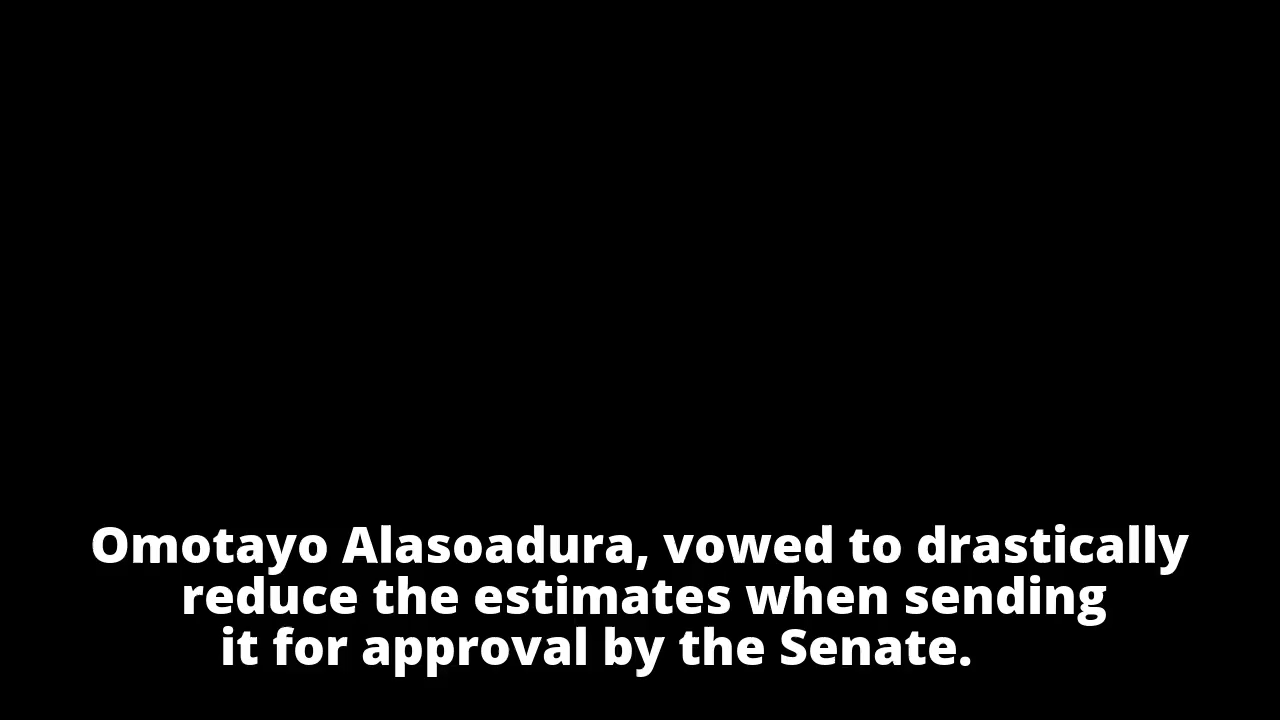 Omotayo Alasoadura, vowed to drastically
reduce the estimates when sending
it for approval by the Senate.